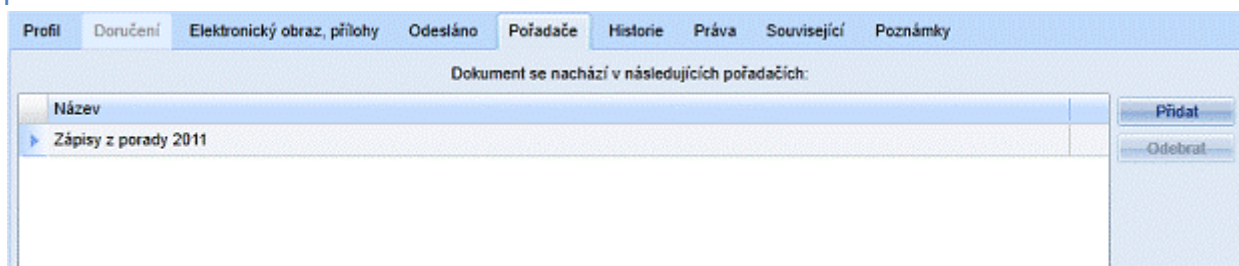 Profil Doručení Elektronický obraz, přílohy Odesláno Pořadače Historie Práva Související Poznámky
Dokument se nachází v následujících pořadačích:
Název
Přidat
Zápisy z porady 2011
Odebrat